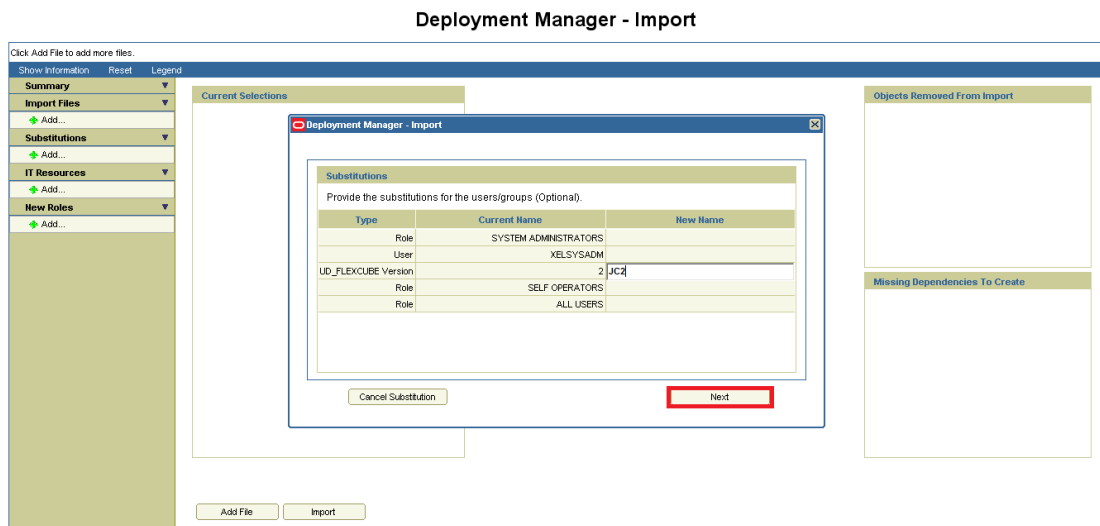 Deployment Manager - Import
Click Add File to add more files.
Show Information Reset Legend
Summary
Import Files
Add...
Substitutions
Add...
IT Resources
Add...
New Roles
Add...
Current Selections
Objects Removed From Import
Missing Dependencies To Create
Deployment Manager - Import
Substitutions
Provide the substitutions for the users/groups (Optional).
Type Current Name New Name
Role SYSTEM ADMINISTRATORS
User XELSYSADM
UD_FLEXCUBE Version 2 JC2
Role SELF OPERATORS
Role ALL USERS
Cancel Substitution Next
Add File Import